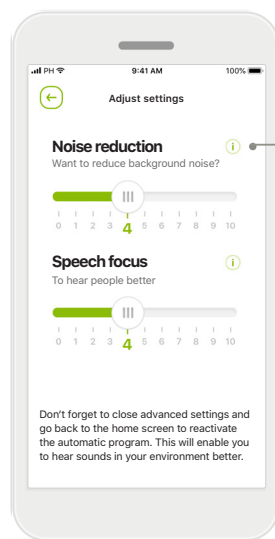 PH 9:41 AM 100%
Adjust settings
Noise reduction i
Want to reduce background noise?
0 1 2 3 4 5 6 7 8 9 10
Speech focus i
To hear people better
0 1 2 3 4 5 6 7 8 9 10
Don't forget to close advanced settings and
go back to the home screen to reactivate
the automatic program. This will enable you
to hear sounds in your environment better.